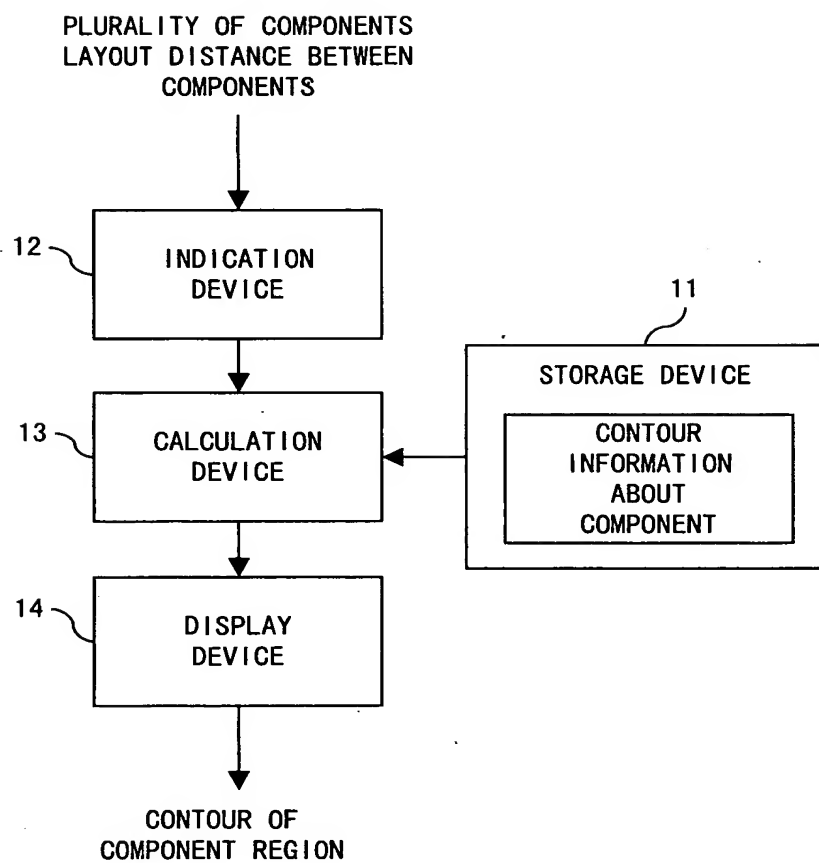 PLURALITY OF COMPONENTS
LAYOUT DISTANCE BETWEEN
COMPONENTS
12
INDICATION
DEVICE
11
STORAGE DEVICE
CONTOUR
INFORMATION
ABOUT
COMPONENT
13
CALCULATION
DEVICE
14
DISPLAY
DEVICE
CONTOUR OF
COMPONENT REGION